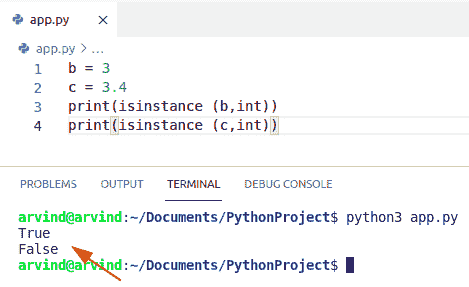 app.py ×
app.py > ...
1 b = 3
2 c = 3.4
3 print(isinstance (b,int))
4 print(isinstance (c,int))
PROBLEMS OUTPUT TERMINAL DEBUG CONSOLE
arvind@arvind:~/Documents/PythonProject$ python3 app.py
True
False
arvind@arvind:~/Documents/PythonProject$